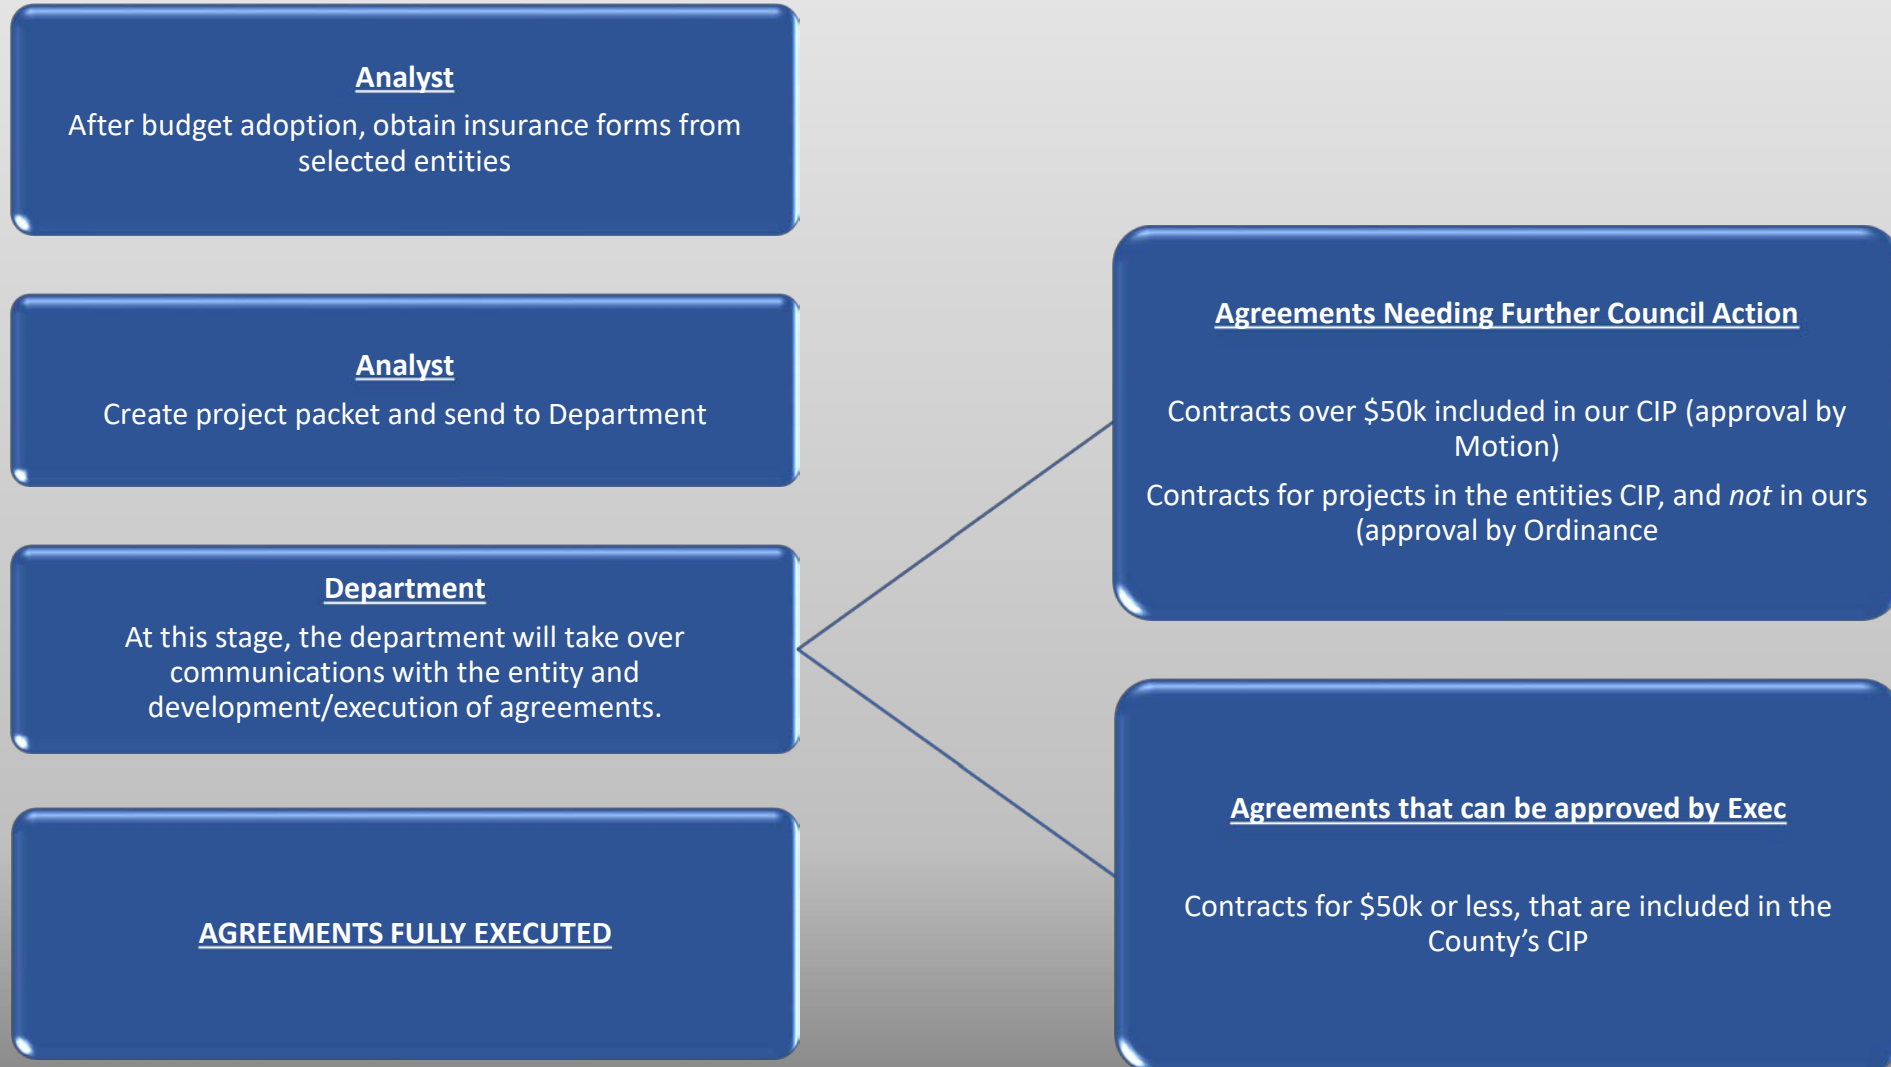 Analyst
After budget adoption, obtain insurance forms from
selected entities
Analyst
Create project packet and send to Department
Department
At this stage, the department will take over
communications with the entity and
development/execution of agreements.
AGREEMENTS FULLY EXECUTED
Agreements Needing Further Council Action
Contracts over $50k included in our CIP (approval by
Motion)
Contracts for projects in the entities CIP, and not in ours
(approval by Ordinance
Agreements that can be approved by Exec
Contracts for $50k or less, that are included in the
County’s CIP